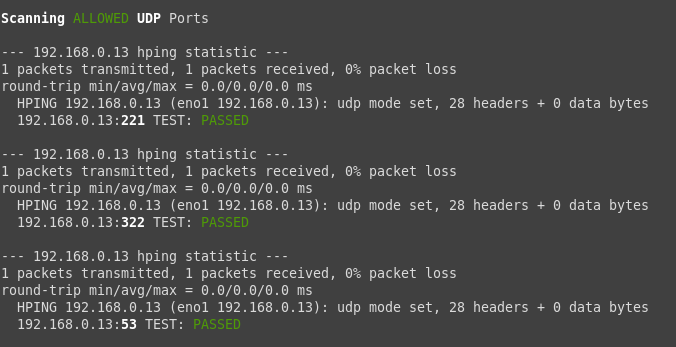 Scanning ALLOWED UDP Ports
--- 192.168.0.13 hping statistic ---
1 packets transmitted, 1 packets received, 0% packet loss
round-trip min/avg/max = 0.0/0.0/0.0 ms
HPING 192.168.0.13 (eno1 192.168.0.13): udp mode set, 28 headers + 0 data bytes
192.168.0.13:221 TEST: PASSED
--- 192.168.0.13 hping statistic ---
1 packets transmitted, 1 packets received, 0% packet loss
round-trip min/avg/max = 0.0/0.0/0.0 ms
HPING 192.168.0.13 (eno1 192.168.0.13): udp mode set, 28 headers + 0 data bytes
192.168.0.13:322 TEST: PASSED
--- 192.168.0.13 hping statistic ---
1 packets transmitted, 1 packets received, 0% packet loss
round-trip min/avg/max = 0.0/0.0/0.0 ms
HPING 192.168.0.13 (eno1 192.168.0.13): udp mode set, 28 headers + 0 data bytes
192.168.0.13:53 TEST: PASSED